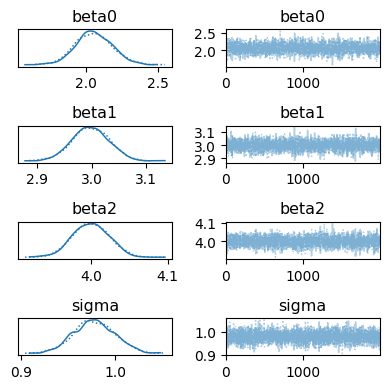 beta0 beta0
2.5
2.0
2.0 2.5 0 1000
beta1 beta1
3.1
3.0
2.9
2.9 3.0 3.1 0 1000
beta2 beta2
4.1
4.0
4.0 4.1 0 1000
sigma sigma
1.0
0.9
0.9 1.0 0 1000